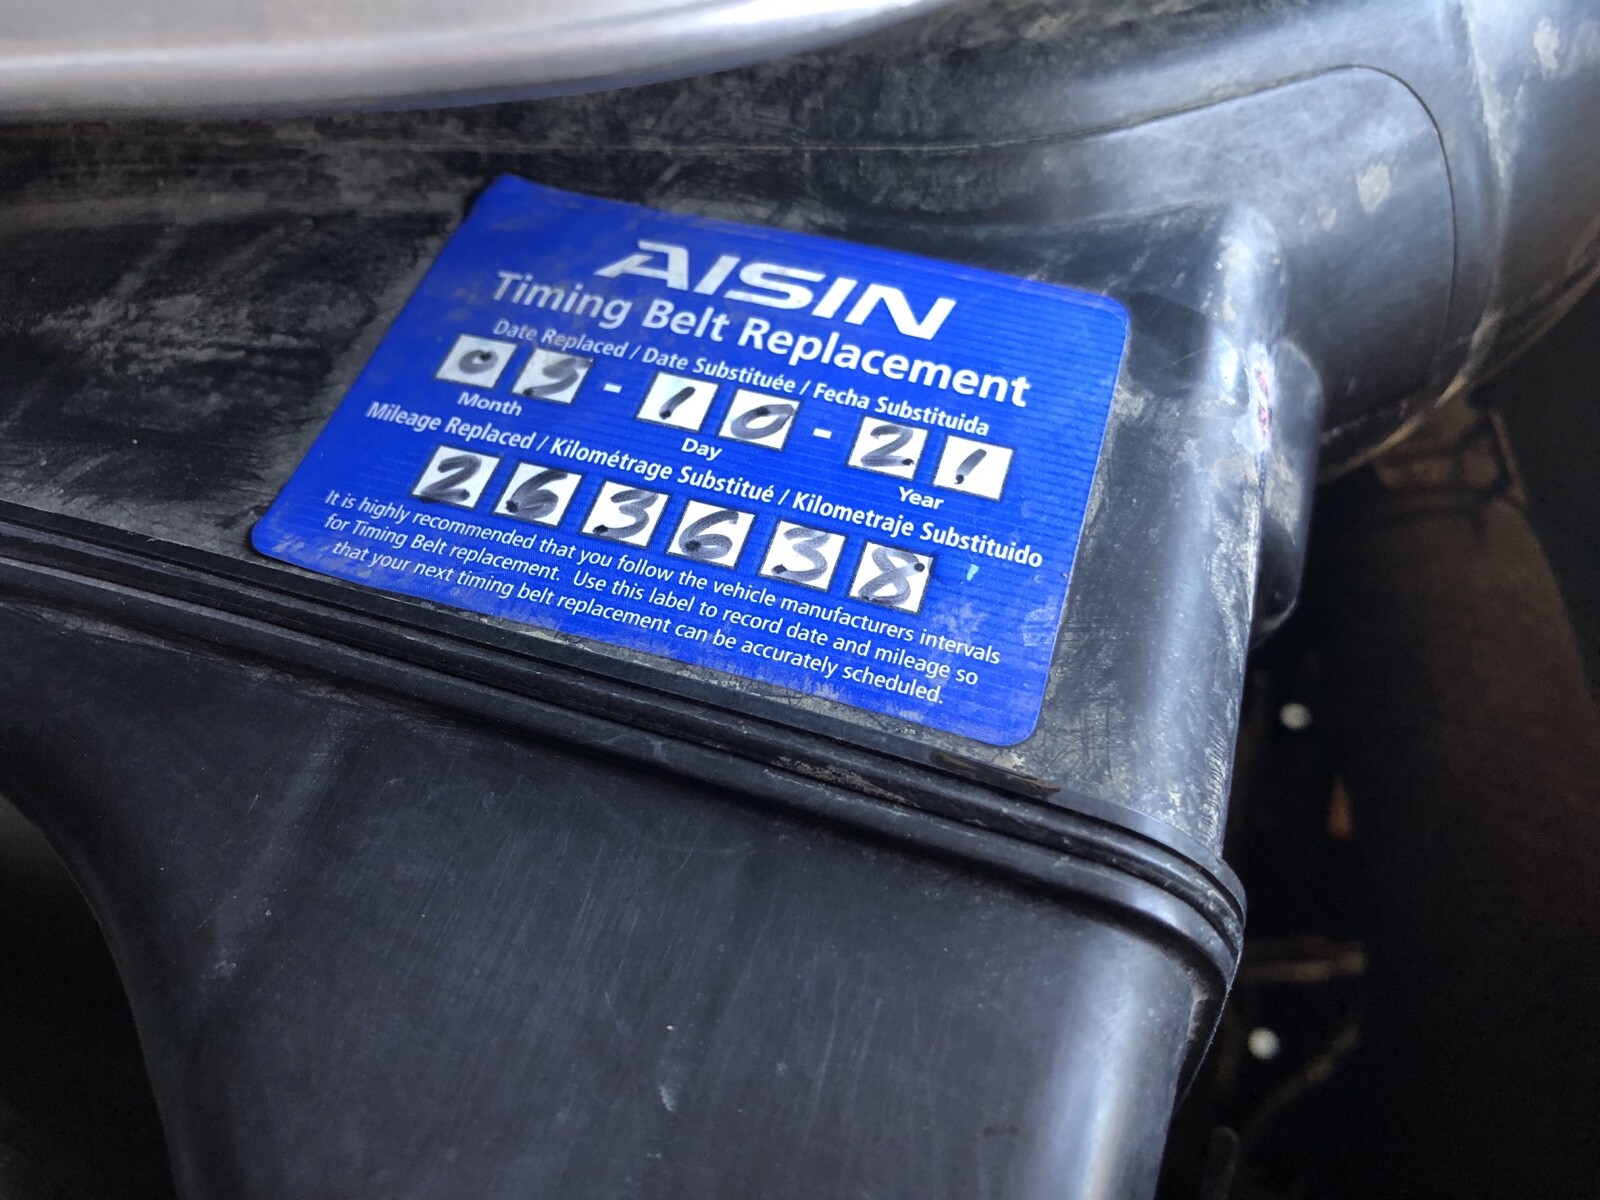 AISIN
Timing Belt Replacement
Date Replaced / Date Substituée / Fecha Substituida
05-10-21
Month Day Year
Mileage Replaced / Kilométrage Substitué / Kilometraje Substituido
263638
It is highly recommended that you follow the vehicle manufacturers intervals
for Timing Belt replacement. Use this label to record date and mileage so
that your next timing belt replacement can be accurately scheduled.